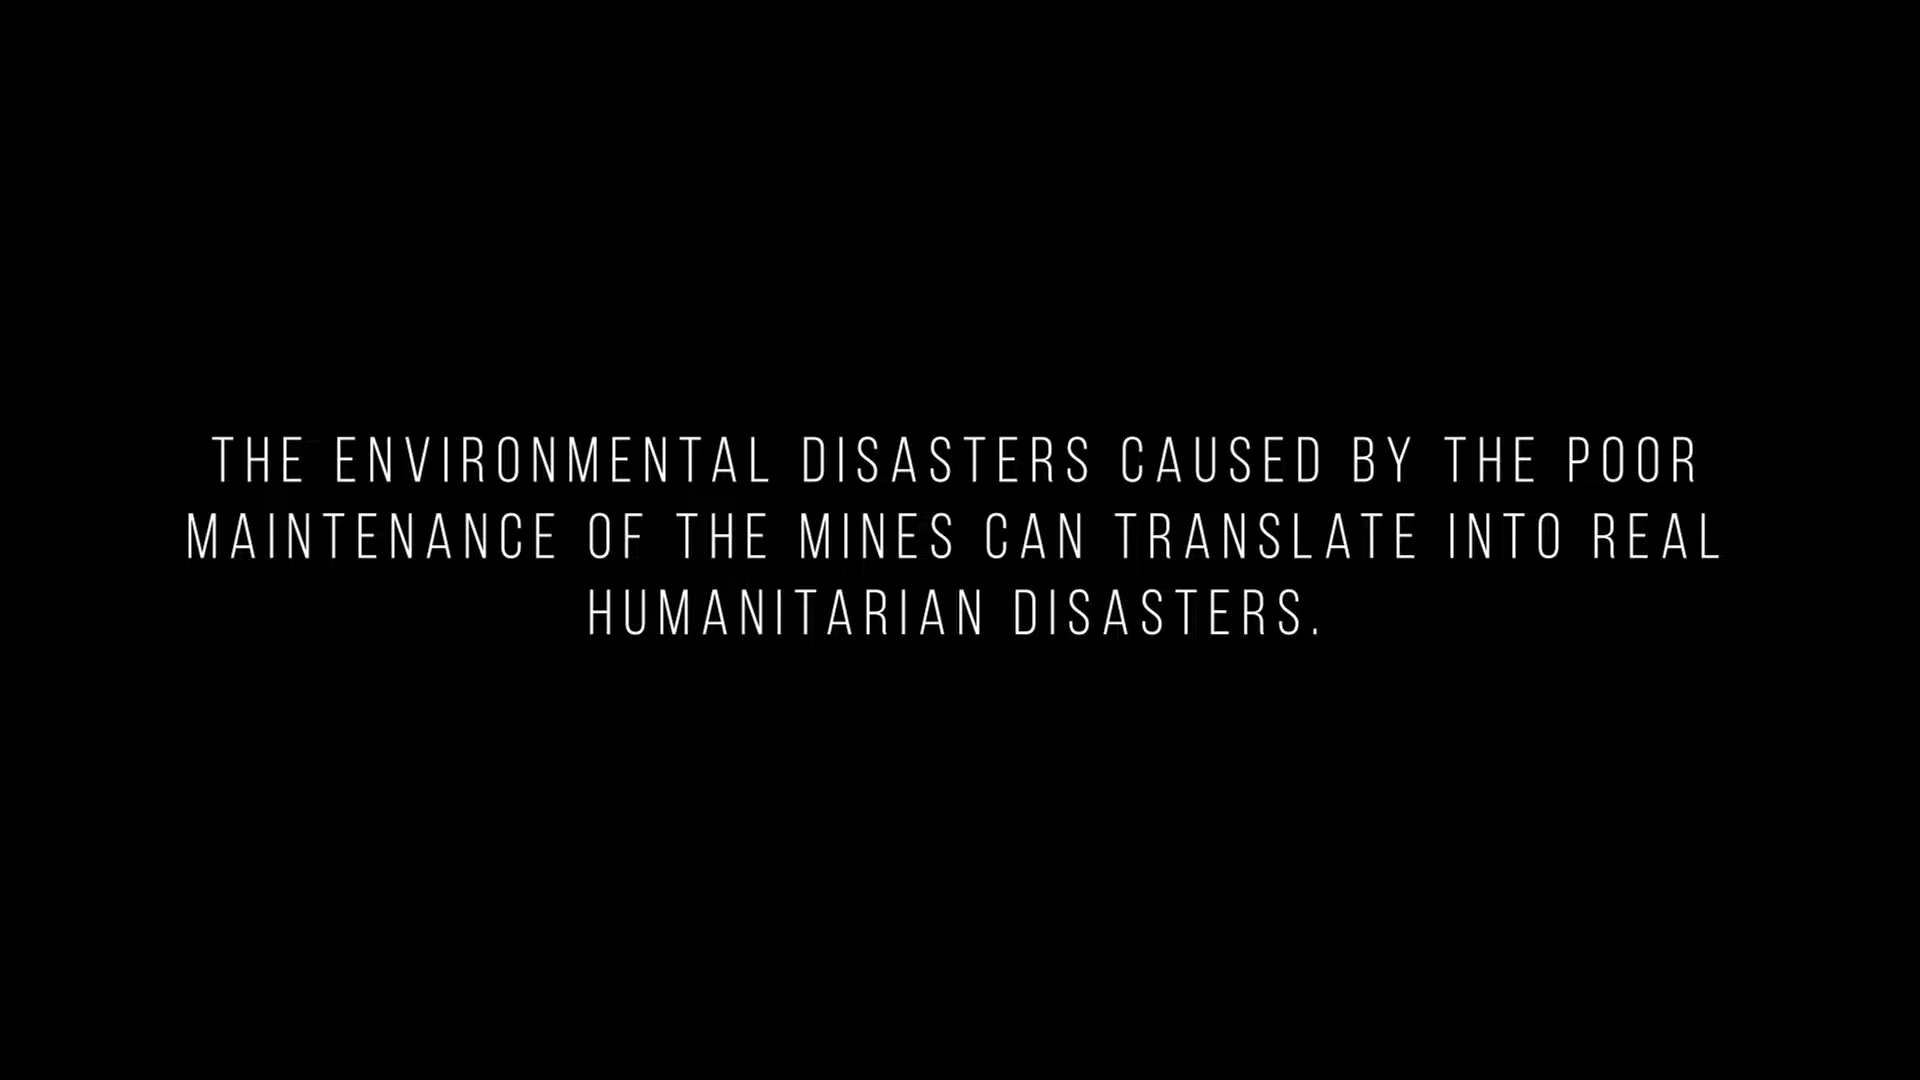 THE ENVIRONMENTAL DISASTERS CAUSED BY THE POOR
MAINTENANCE OF THE MINES CAN TRANSLATE INTO REAL
HUMANITARIAN DISASTERS.